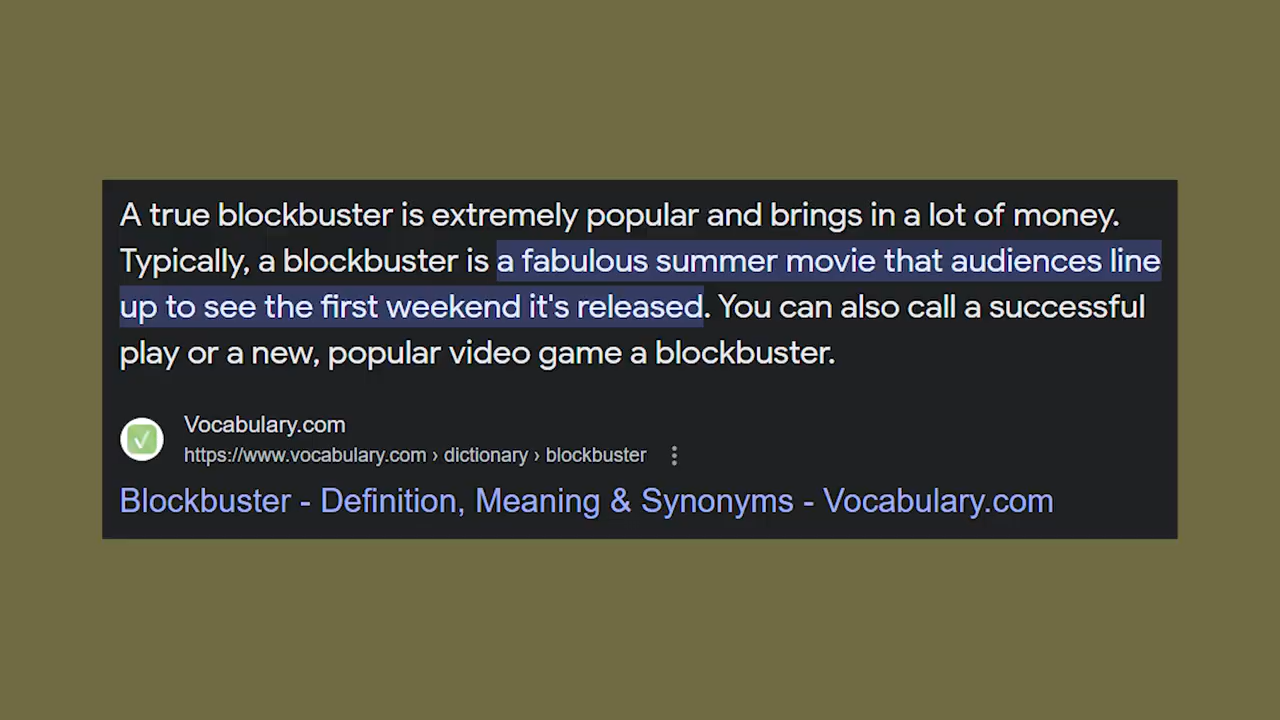 A true blockbuster is extremely popular and brings in a lot of money.
Typically, a blockbuster is a fabulous summer movie that audiences line
up to see the first weekend it's released. You can also call a successful
play or a new, popular video game a blockbuster.
Vocabulary.com
https://www.vocabulary.com › dictionary › blockbuster
Blockbuster - Definition, Meaning & Synonyms - Vocabulary.com